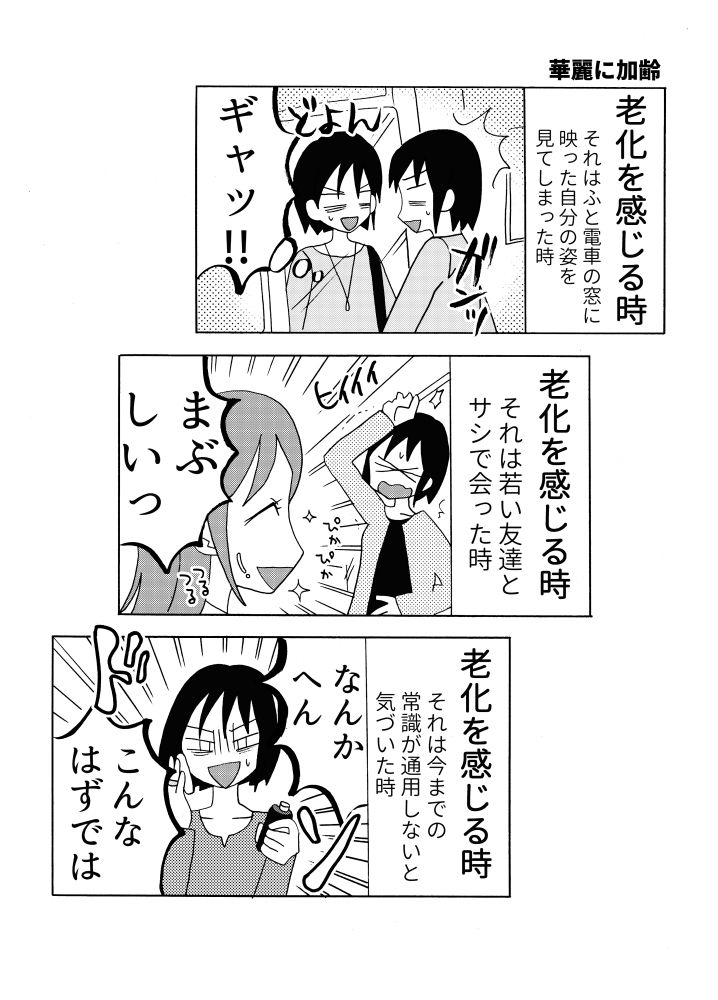 華麗に加齢
老化を感じる時
それはふと電車の窓に
映った自分の姿を
見てしまった時
ガーン
どよん
ギャッ!!
老化を感じる時
それは若い友達と
サシで会った時
ヒィィィ
ぴか
ぴか
まぶ
しいっ
つる
つる
老化を感じる時
それは今までの
常識が通用しないと
気づいた時
なんか
へん
こんな
はずでは
ドーン